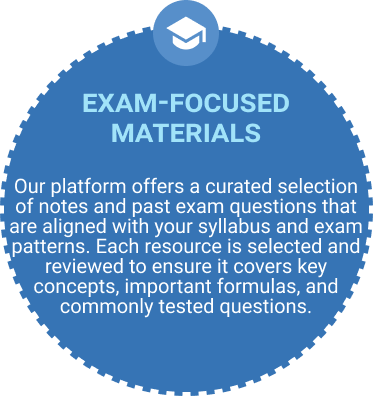 EXAM-FOCUSED
MATERIALS
Our platform offers a curated selection
of notes and past exam questions that
are aligned with your syllabus and exam
patterns. Each resource is selected and
reviewed to ensure it covers key
concepts, important formulas, and
commonly tested questions.